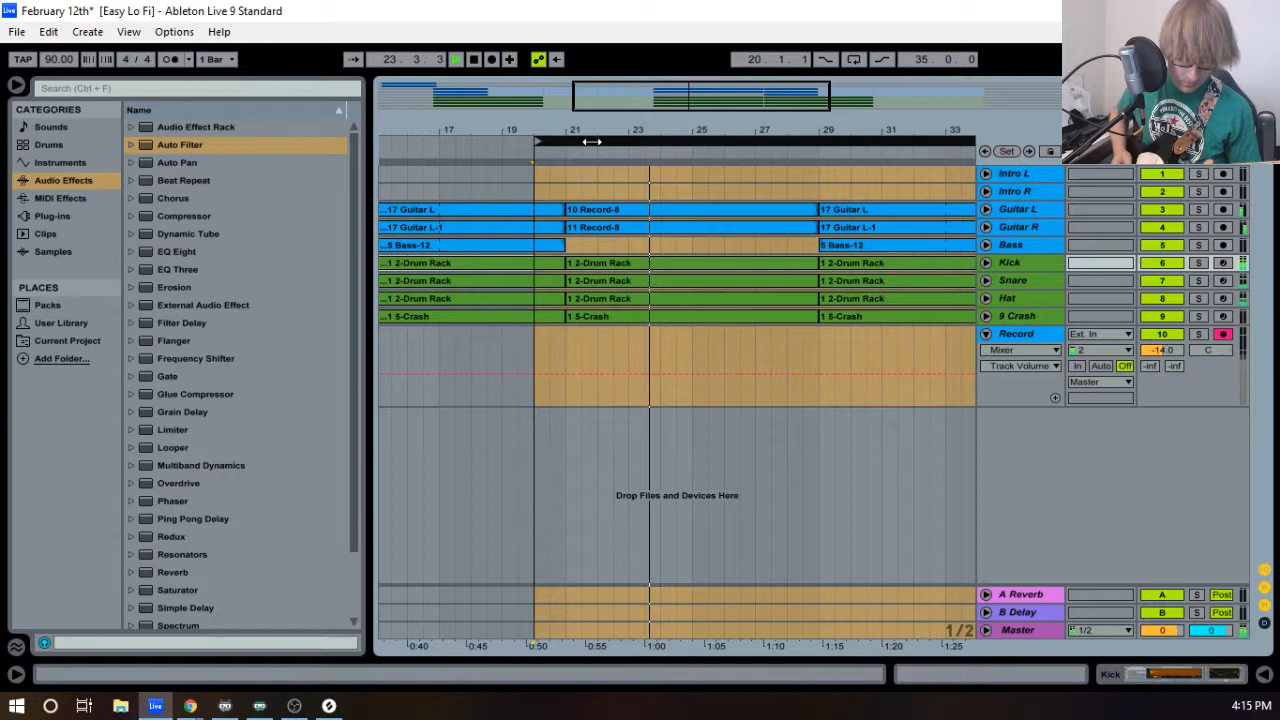 February 12th* [Easy Lo Fi] - Ableton Live 9 Standard
File Edit Create View Options Help
TAP 90.00 4 / 4 1 Bar 23. 3. 3 20. 1. 1 35. 0. 0
Search (Ctrl + F)
CATEGORIES
Sounds
Drums
Instruments
Audio Effects
MIDI Effects
Plug-ins
Clips
Samples
PLACES
Packs
User Library
Current Project
Add Folder...
Name
Audio Effect Rack
Auto Filter
Auto Pan
Beat Repeat
Chorus
Compressor
Dynamic Tube
EQ Eight
EQ Three
Erosion
External Audio Effect
Filter Delay
Flanger
Frequency Shifter
Gate
Glue Compressor
Grain Delay
Limiter
Looper
Multiband Dynamics
Overdrive
Phaser
Ping Pong Delay
Redux
Resonators
Reverb
Saturator
Simple Delay
Spectrum
17 19 21 23 25 27 29 31 33
Set
Intro L 1 S
Intro R 2 S
...17 Guitar L 10 Record-8 17 Guitar L Guitar L 3 S
...17 Guitar L-1 11 Record-8 17 Guitar L-1 Guitar R 4 S
...5 Bass-12 5 Bass-12 Bass 5 S
...1 2-Drum Rack 1 2-Drum Rack 1 2-Drum Rack Kick 6 S
...1 2-Drum Rack 1 2-Drum Rack 1 2-Drum Rack Snare 7 S
...1 2-Drum Rack 1 2-Drum Rack 1 2-Drum Rack Hat 8 S
...1 5-Crash 1 5-Crash 1 5-Crash 9 Crash 9 S
Record Ext. In 10 S
Mixer 2 -14.0 C
Track Volume In Auto Off -inf -inf
Master
Drop Files and Devices Here
A Reverb A S Post
B Delay B S Post
1/2 Master 1/2 0 0
0:40 0:45 0:50 0:55 1:00 1:05 1:10 1:15 1:20 1:25
Kick
Live
4:15 PM